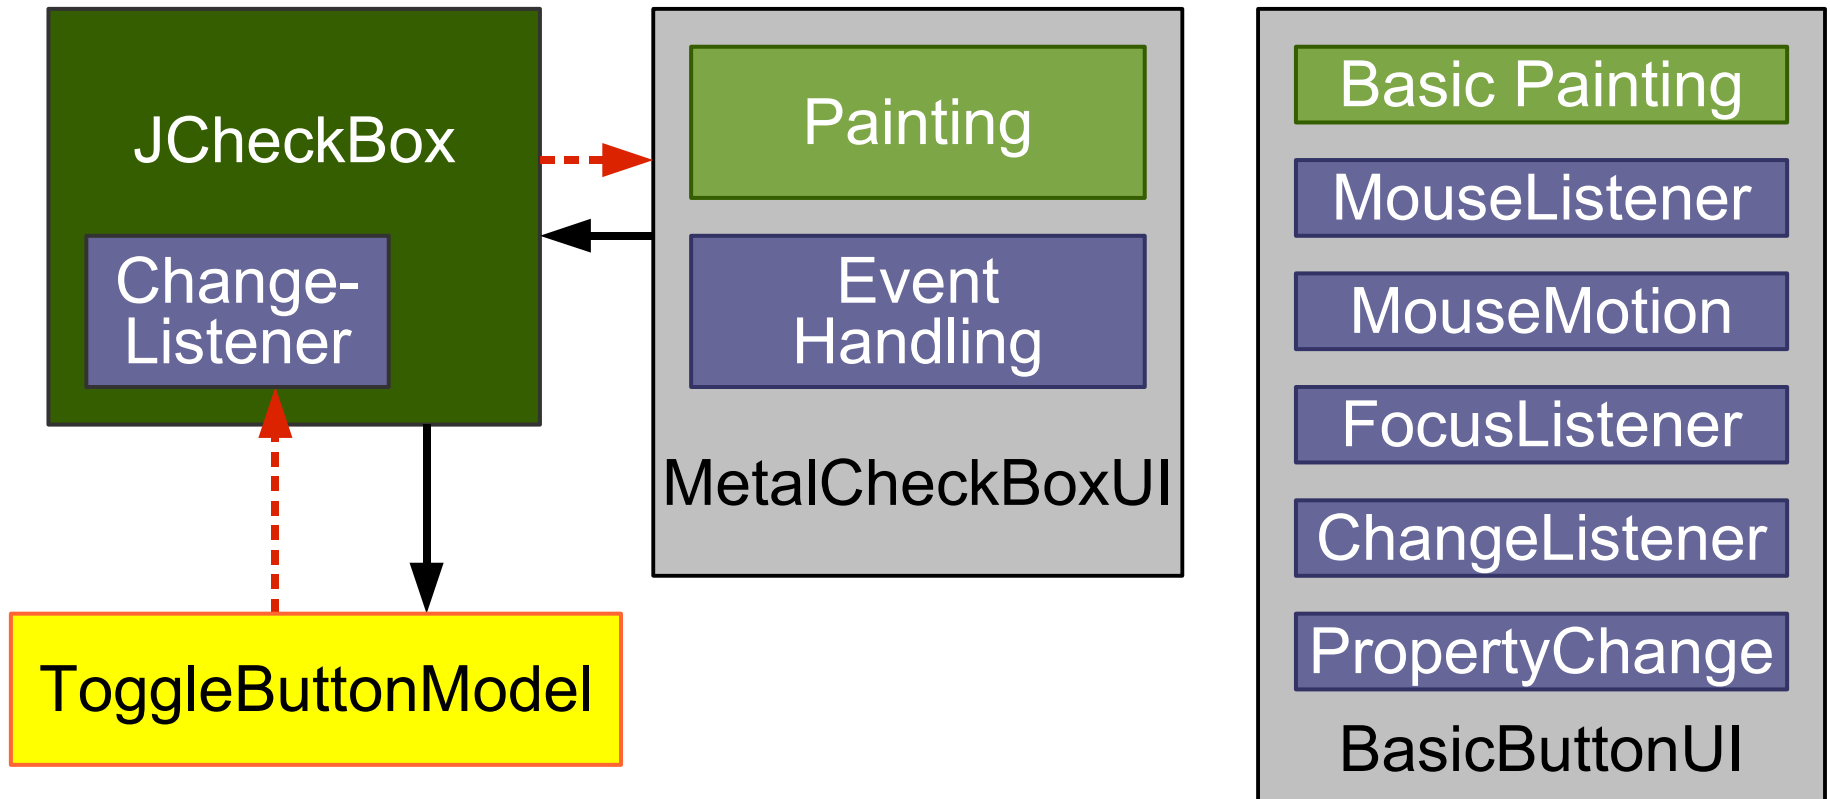 JCheckBox
Change-
Listener
ToggleButtonModel
Painting
Event
Handling
MetalCheckBoxUI
Basic Painting
MouseListener
MouseMotion
FocusListener
ChangeListener
PropertyChange
BasicButtonUI